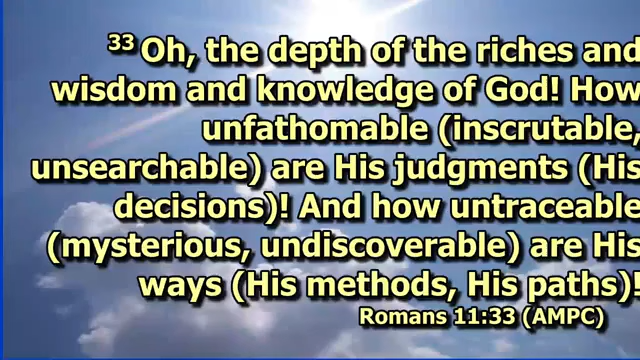 33 Oh, the depth of the riches and
wisdom and knowledge of God! How
unfathomable (inscrutable,
unsearchable) are His judgments (His
decisions)! And how untraceable
(mysterious, undiscoverable) are His
ways (His methods, His paths)!
Romans 11:33 (AMPC)